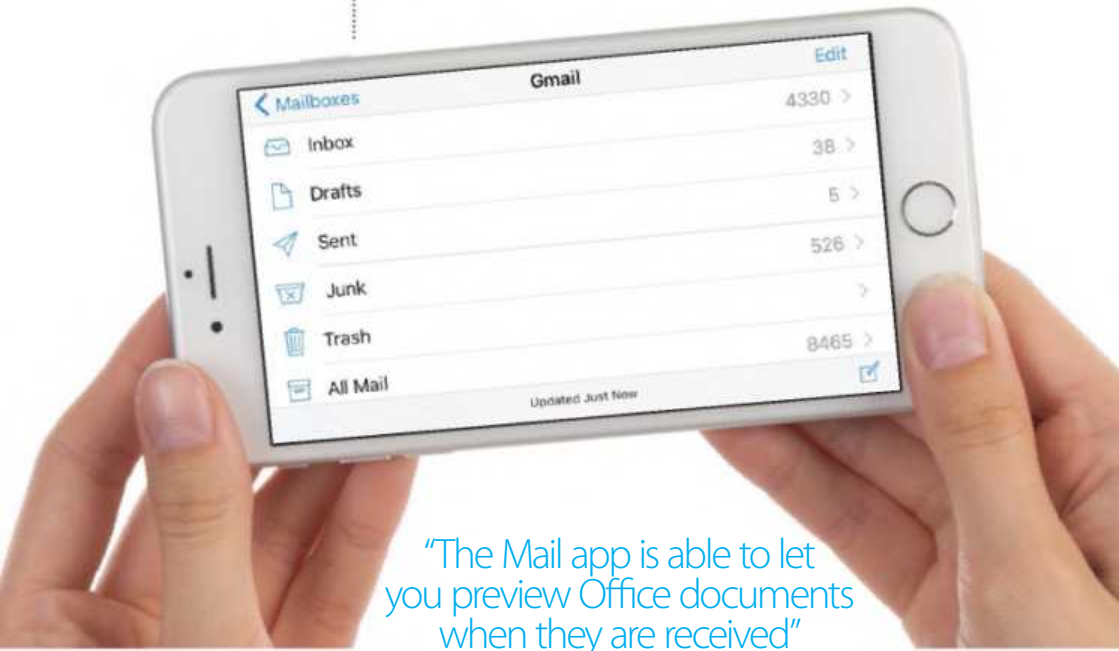 Mailboxes Gmail Edit
Inbox 4330
Drafts 38
Sent 5
Junk 526
Trash
All Mail 8465
Updated Just Now
“The Mail app is able to let
you preview Office documents
when they are received”